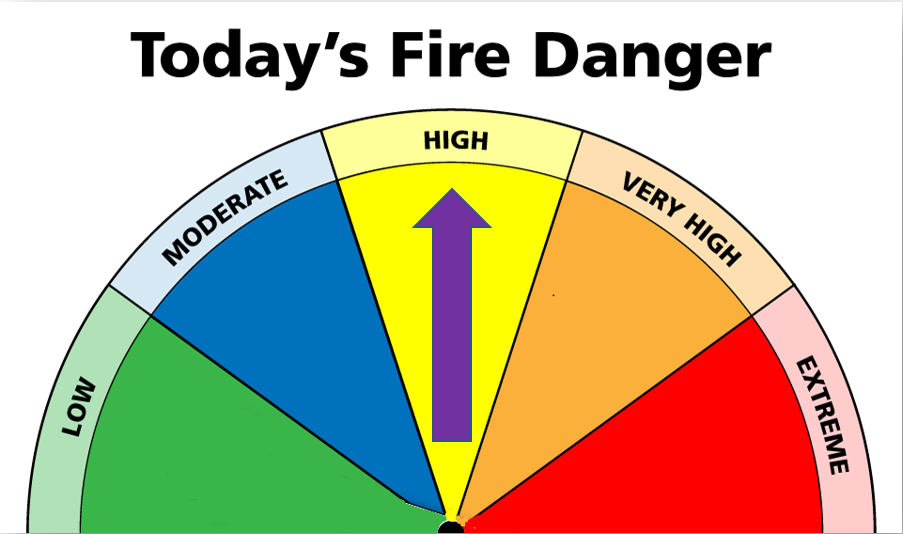 Today’s Fire Danger
LOW
MODERATE
HIGH
VERY HIGH
EXTREME